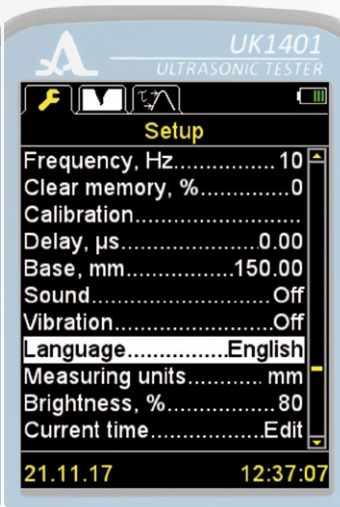 UK1401
ULTRASONIC TESTER
Setup
Frequency, Hz................ 10
Clear memory, %.............0
Calibration........................
Delay, µs....................0.00
Base, mm................150.00
Sound..........................Off
Vibration.......................Off
Language...............English
Measuring units........... mm
Brightness, %................. 80
Current time.................Edit
21.11.17 12:37:07